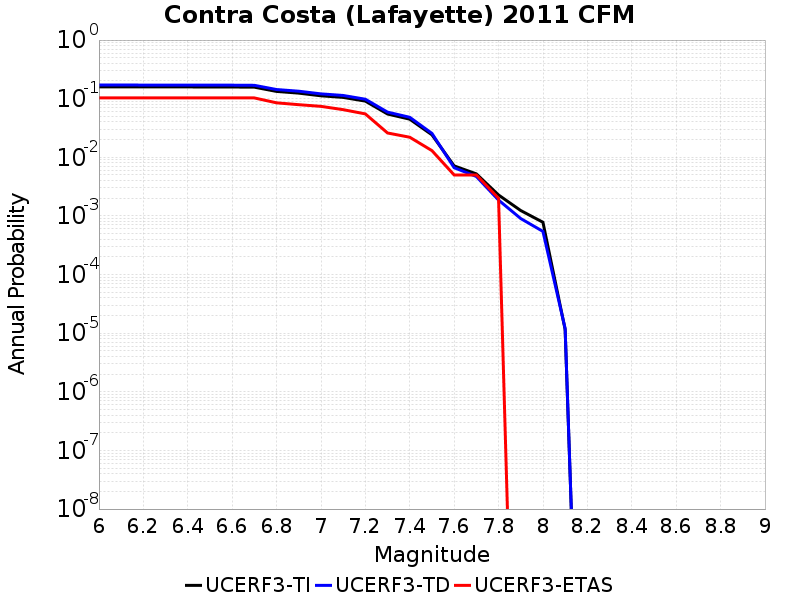 Contra Costa (Lafayette) 2011 CFM
Annual Probability
10^0
10^-1
10^-2
10^-3
10^-4
10^-5
10^-6
10^-7
10^-8
6 6.2 6.4 6.6 6.8 7 7.2 7.4 7.6 7.8 8 8.2 8.4 8.6 8.8 9
Magnitude
UCERF3-TI UCERF3-TD UCERF3-ETAS